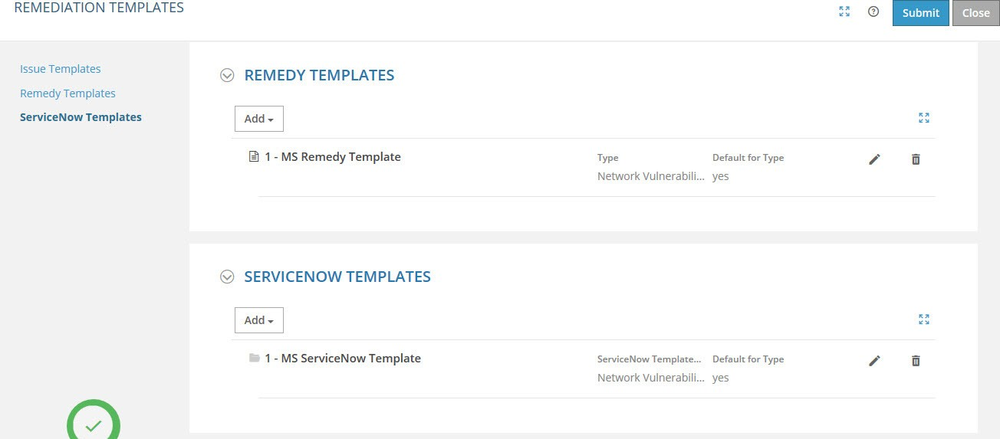 REMEDIATION TEMPLATES
Submit
Close
Issue Templates
Remedy Templates
ServiceNow Templates
REMEDY TEMPLATES
Add
1 - MS Remedy Template
Type
Default for Type
Network Vulnerabili...
yes
SERVICENOW TEMPLATES
Add
1 - MS ServiceNow Template
ServiceNow Template...
Default for Type
Network Vulnerabili...
yes